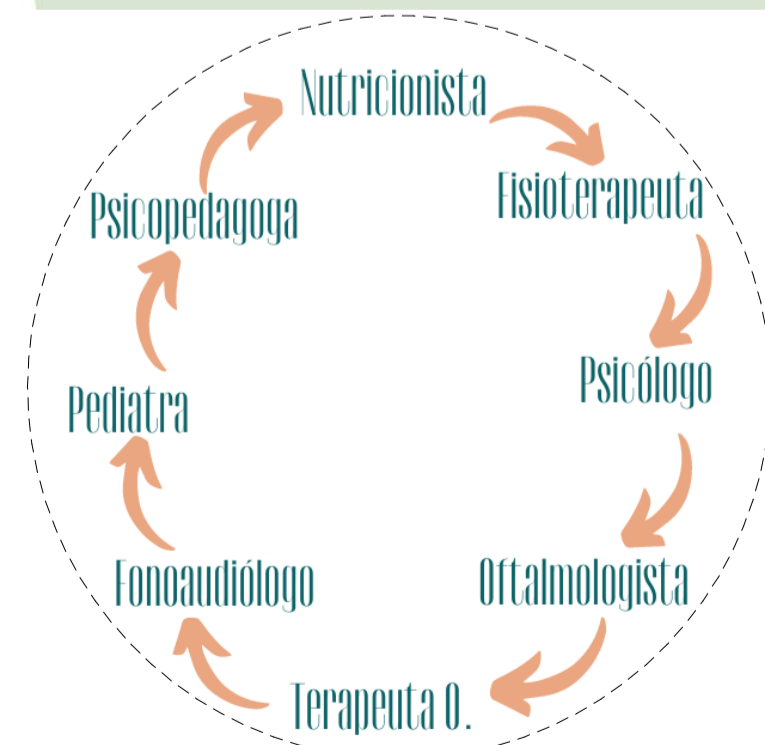 Nutricionista
Fisioterapeuta
Psicólogo
Oftalmologista
Terapeuta O.
Fonoaudiólogo
Pediatra
Psicopedagoga